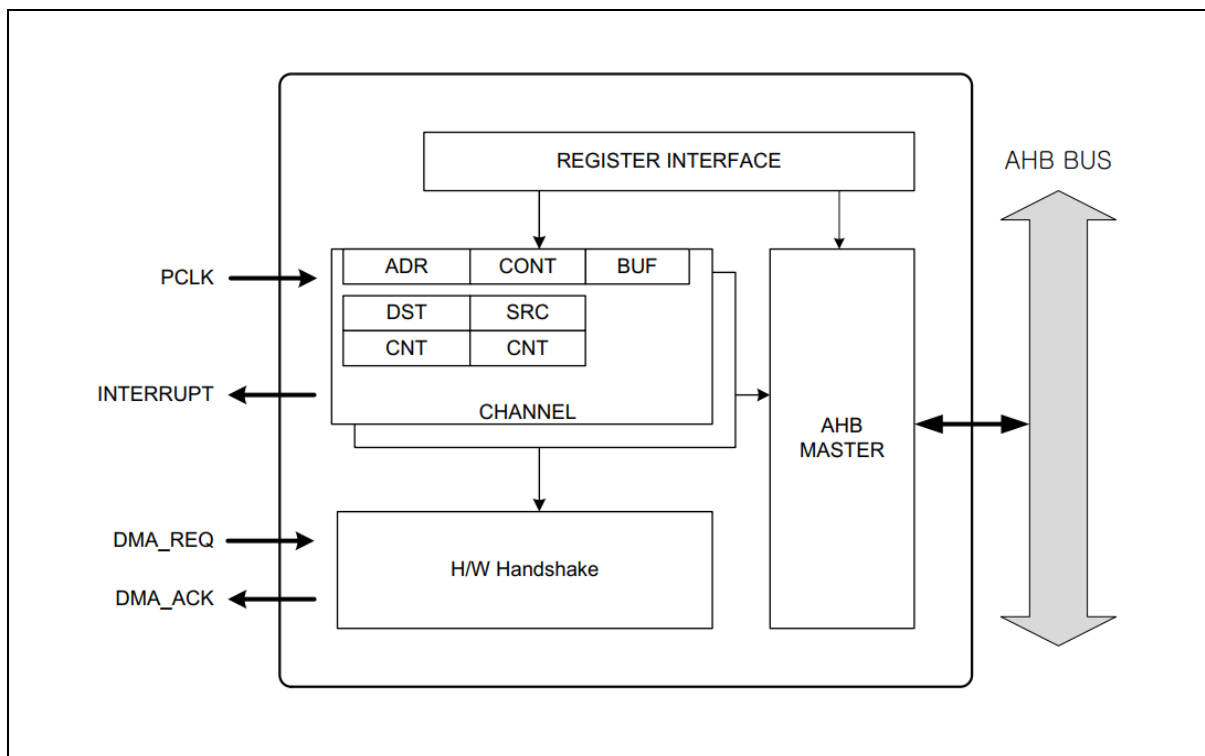 REGISTER INTERFACE
AHB BUS
PCLK
ADR CONT BUF
DST SRC
CNT CNT
INTERRUPT
CHANNEL
AHB
MASTER
DMA_REQ
H/W Handshake
DMA_ACK